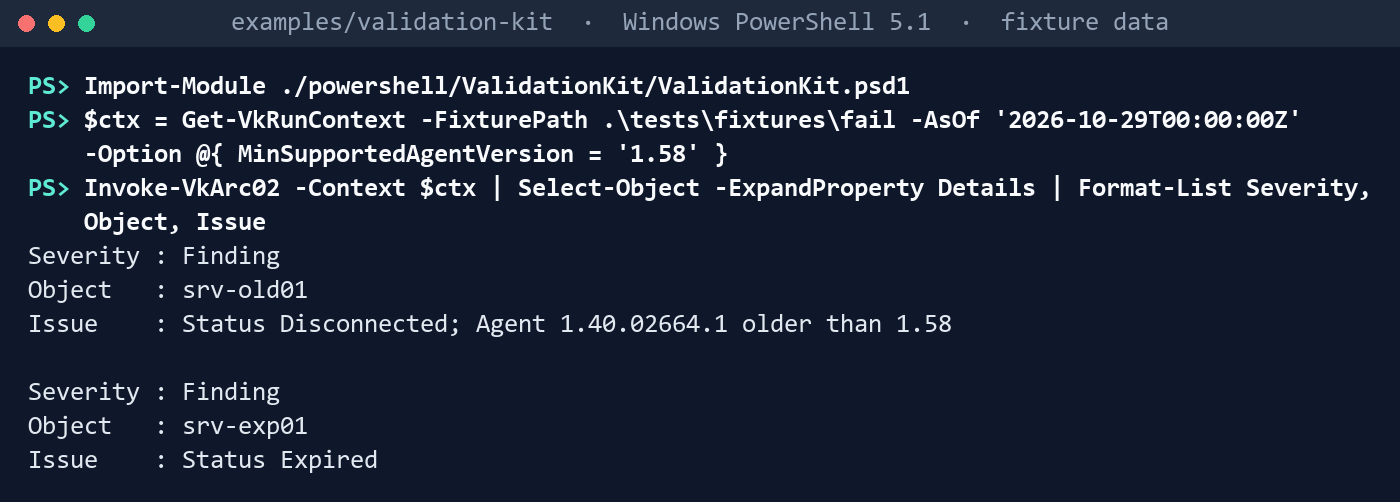 examples/validation-kit · Windows PowerShell 5.1 · fixture data
PS> Import-Module ./powershell/ValidationKit/ValidationKit.psd1
PS> $ctx = Get-VkRunContext -FixturePath .\tests\fixtures\fail -AsOf '2026-10-29T00:00:00Z'
-Option @{ MinSupportedAgentVersion = '1.58' }
PS> Invoke-VkArc02 -Context $ctx | Select-Object -ExpandProperty Details | Format-List Severity,
Object, Issue
Severity : Finding
Object   : srv-old01
Issue    : Status Disconnected; Agent 1.40.02664.1 older than 1.58
Severity : Finding
Object   : srv-exp01
Issue    : Status Expired